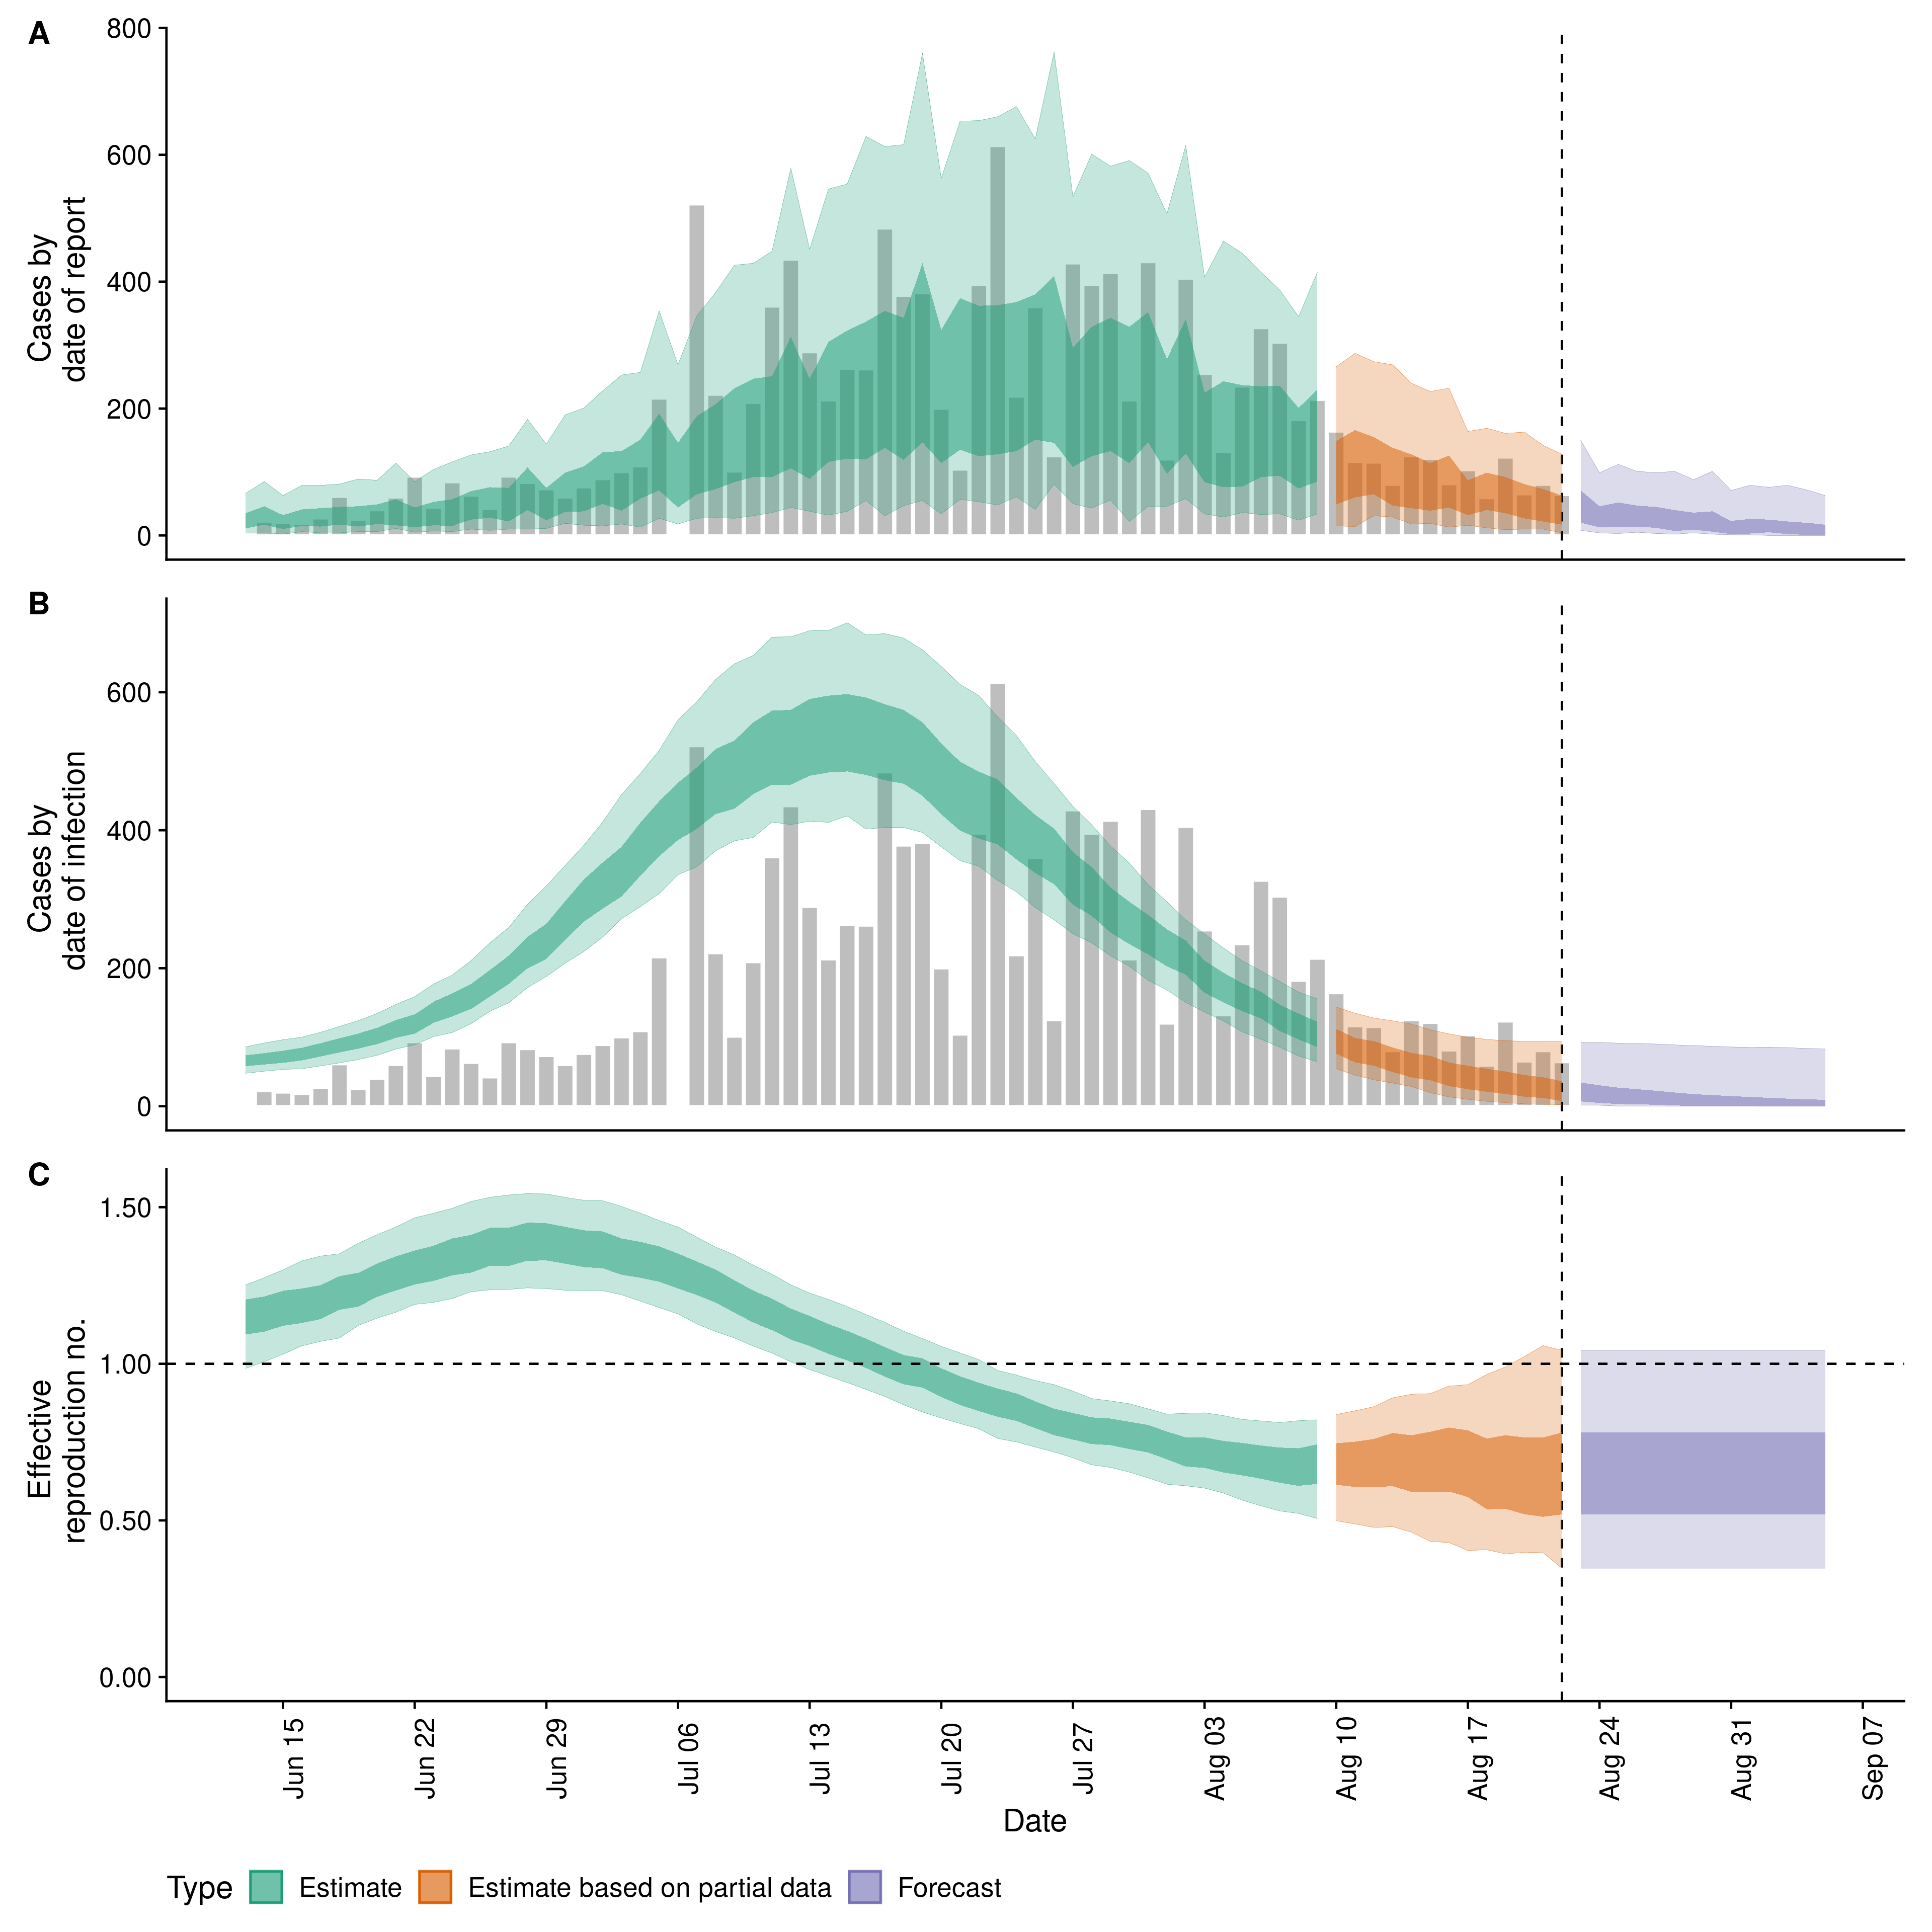 A
800
600
400
200
0
Cases by
date of report
B
600
400
200
0
Cases by
date of infection
C
1.50
1.00
0.50
0.00
Effective
reproduction no.
Jun 15
Jun 22
Jun 29
Jul 06
Jul 13
Jul 20
Jul 27
Aug 03
Aug 10
Aug 17
Aug 24
Aug 31
Sep 07
Date
Type Estimate Estimate based on partial data Forecast